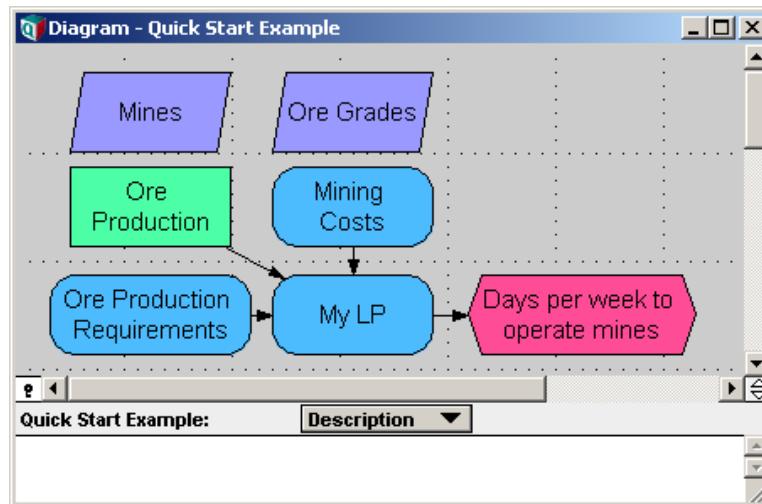 Diagram - Quick Start Example
Mines
Ore Grades
Ore
Production
Mining
Costs
Ore Production
Requirements
My LP
Days per week to
operate mines
?
Quick Start Example:
Description